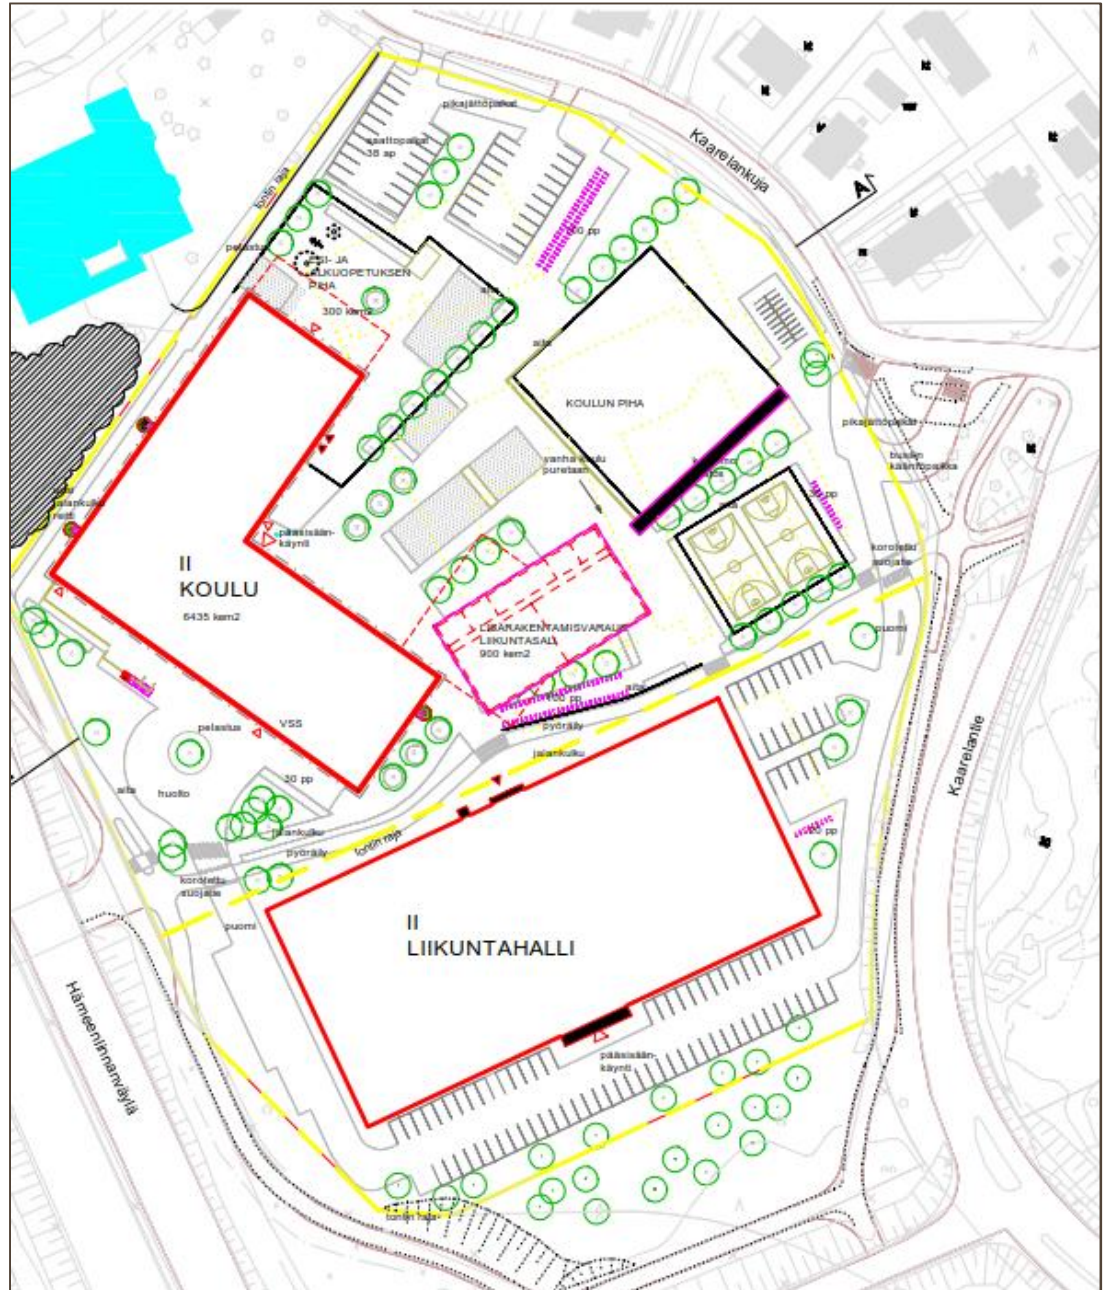 pikajättöpaikat
saattopaikat
38 ap
Kaarelankuja
A
tontin raja
pp
pelastus
ESI- JA
ALKUOPETUKSEN
PIHA
300 kem2
aita
aita
KOULUN PIHA
pikajättöpaikat
bussin
kääntöpaikka
vanha koulu
puretaan
pp
jalankulku
reitti
pääsisään-
käynti
korotettu
suojatie
II
KOULU
6435 kem2
LISÄRAKENTAMISVARAUS
LIIKUNTASALI
900 kem2
puomi
aita
pp
pyöräily
jalankulku
pelastus
VSS
30 pp
aita
huolto
Kaarelantie
jalankulku
pyöräily
tontin raja
pp
korotettu
suojatie
puomi
II
LIIKUNTAHALLI
Hämeenlinnanväylä
pääsisään-
käynti
tontin raja